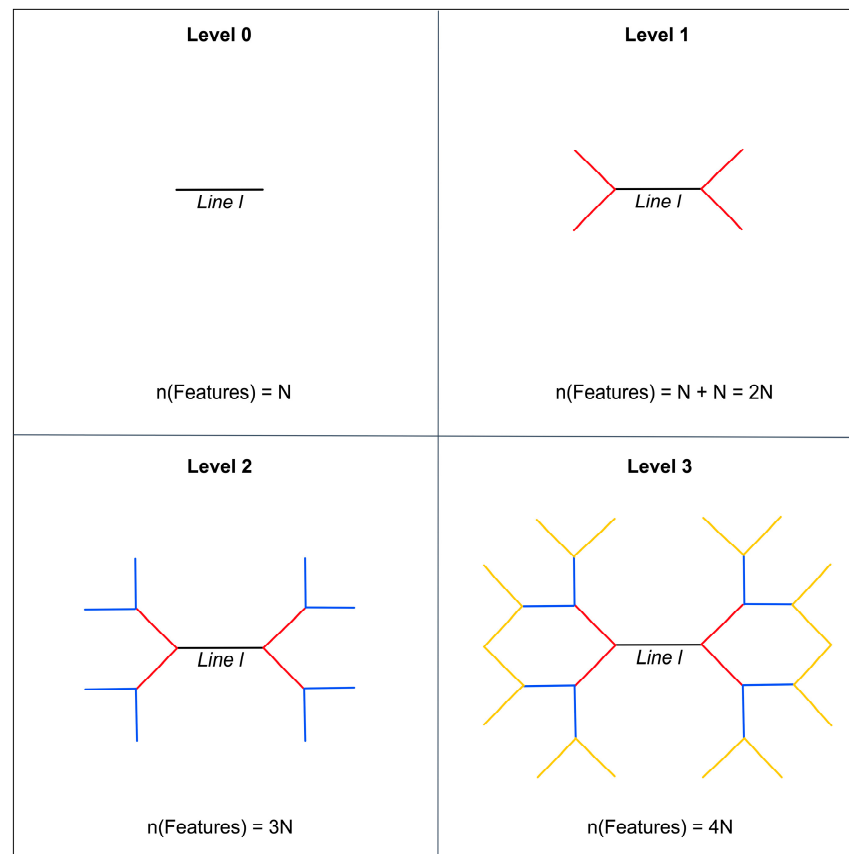 Level 0
Line l
n(Features) = N
Level 1
Line l
n(Features) = N + N = 2N
Level 2
Line l
n(Features) = 3N
Level 3
Line l
n(Features) = 4N